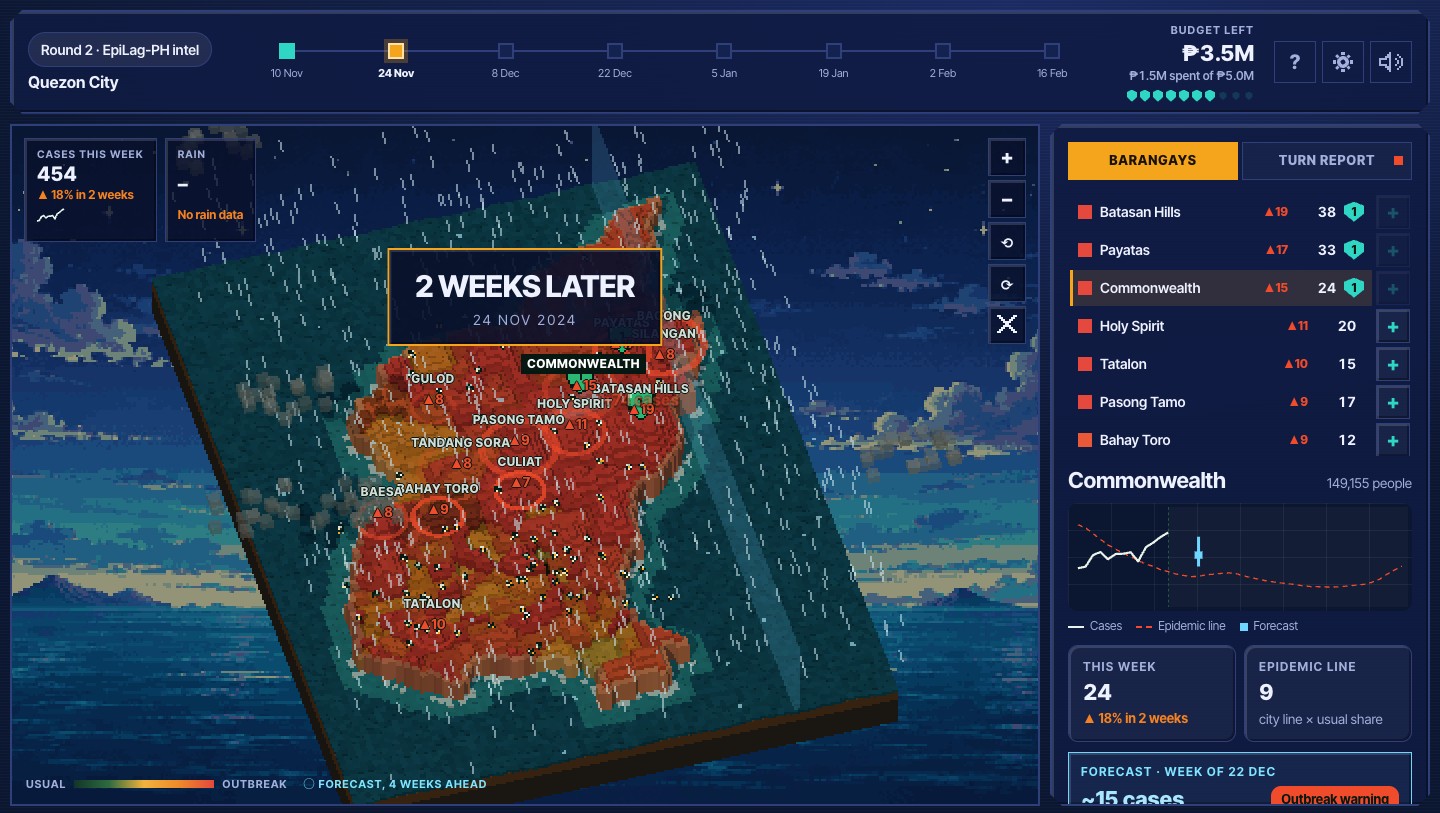 Round 2 · EpiLag-PH intel
Quezon City
10 Nov
24 Nov
8 Dec
22 Dec
5 Jan
19 Jan
2 Feb
16 Feb
BUDGET LEFT
₱3.5M
₱1.5M spent of ₱5.0M
?
CASES THIS WEEK
454
▲ 18% in 2 weeks
RAIN
–
No rain data
2 WEEKS LATER
24 NOV 2024
PAYATAS
BAGONG
SILANGAN
▲8
COMMONWEALTH
▲15
BATASAN HILLS
▲19
GULOD
▲8
HOLY SPIRIT
▲11
PASONG TAMO
▲9
TANDANG SORA
▲8
CULIAT
▲7
BAESA
▲8
BAHAY TORO
▲9
TATALON
▲10
USUAL
OUTBREAK
FORECAST, 4 WEEKS AHEAD
BARANGAYS
TURN REPORT
Batasan Hills ▲19 38 1
Payatas ▲17 33 1
Commonwealth ▲15 24 1
Holy Spirit ▲11 20
Tatalon ▲10 15
Pasong Tamo ▲9 17
Bahay Toro ▲9 12
Commonwealth
149,155 people
Cases
Epidemic line
Forecast
THIS WEEK
24
▲ 18% in 2 weeks
EPIDEMIC LINE
9
city line × usual share
FORECAST · WEEK OF 22 DEC
~15 cases
Outbreak warning